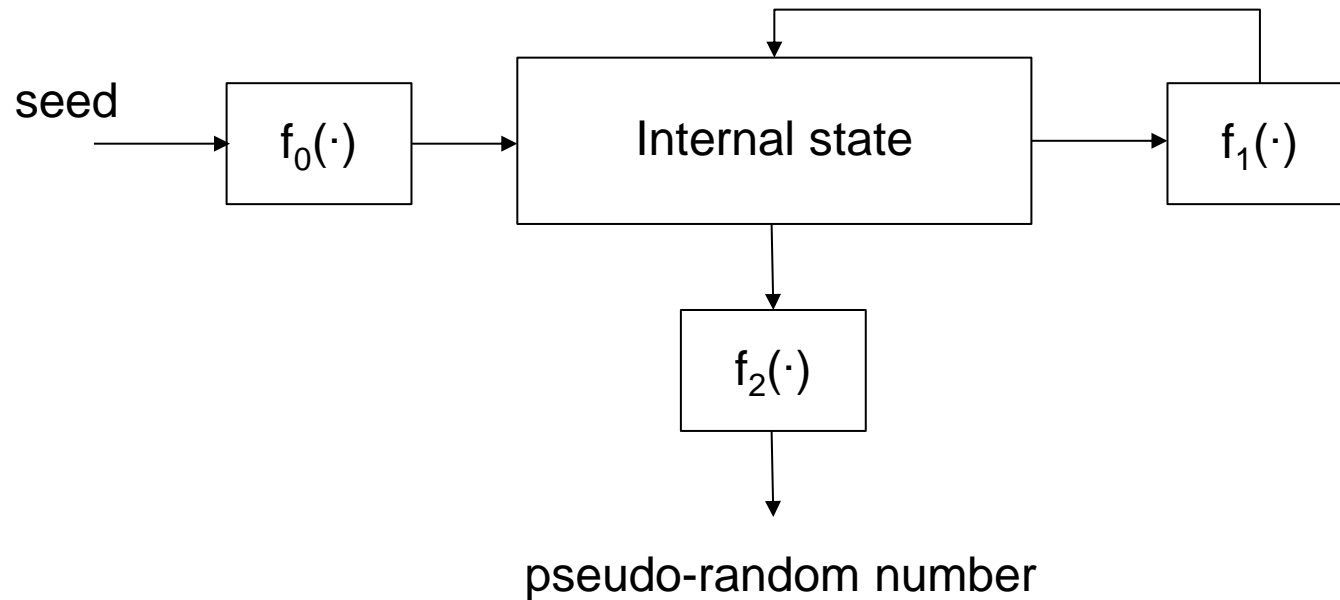 seed
f₀(·)
Internal state
f₁(·)
f₂(·)
pseudo-random number